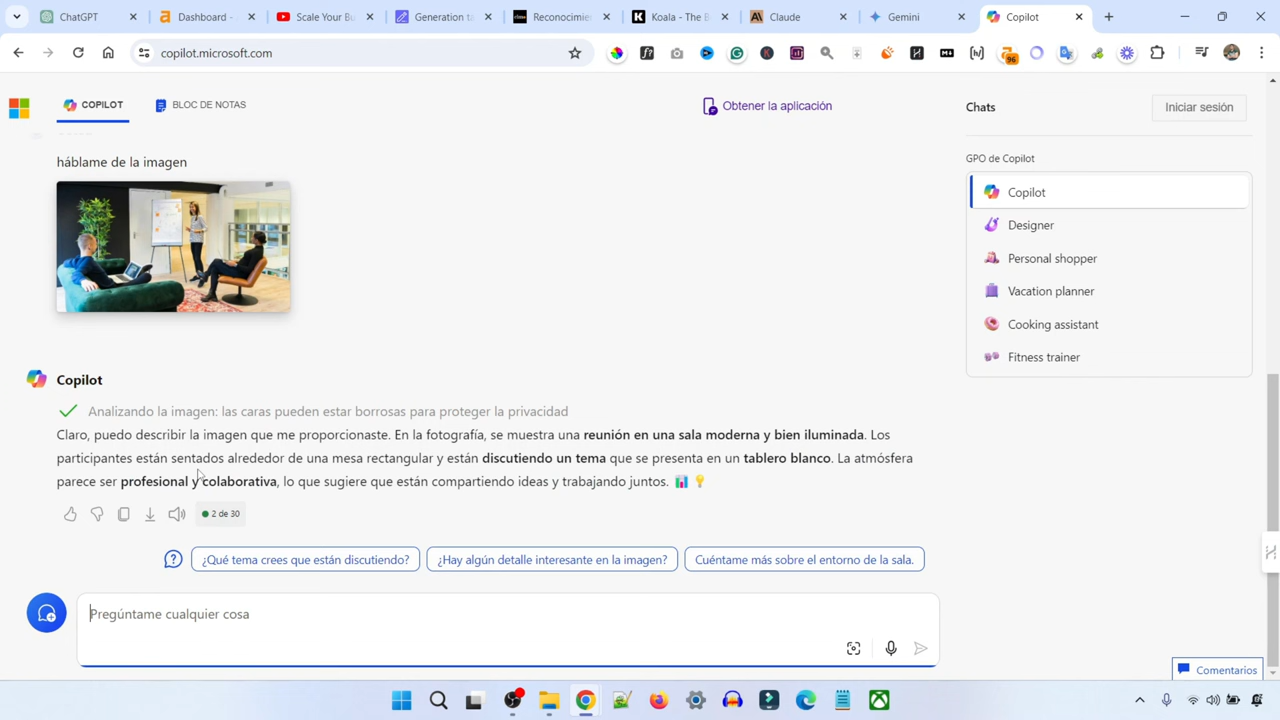 ChatGPT
Dashboard -
Scale Your Bu
Generation ta
Reconocimie
Koala - The B
Claude
Gemini
Copilot
copilot.microsoft.com
96
COPILOT
BLOC DE NOTAS
Obtener la aplicación
Chats
Iniciar sesión
háblame de la imagen
GPO de Copilot
Copilot
Designer
Personal shopper
Vacation planner
Cooking assistant
Fitness trainer
Copilot
Analizando la imagen: las caras pueden estar borrosas para proteger la privacidad
Claro, puedo describir la imagen que me proporcionaste. En la fotografía, se muestra una reunión en una sala moderna y bien iluminada. Los
participantes están sentados alrededor de una mesa rectangular y están discutiendo un tema que se presenta en un tablero blanco. La atmósfera
parece ser profesional y colaborativa, lo que sugiere que están compartiendo ideas y trabajando juntos.
2 de 30
¿Qué tema crees que están discutiendo?
¿Hay algún detalle interesante en la imagen?
Cuéntame más sobre el entorno de la sala.
Pregúntame cualquier cosa
Comentarios